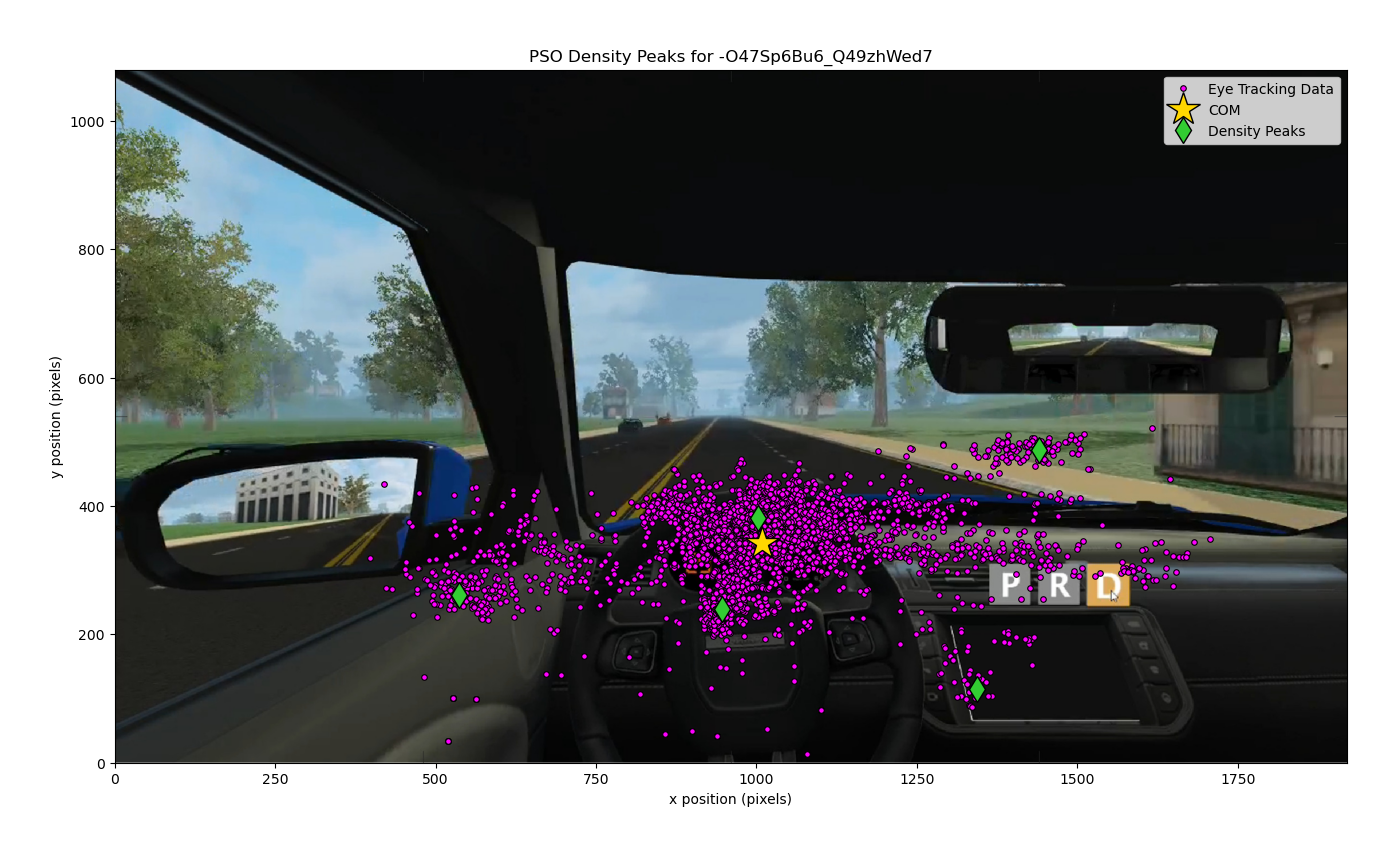 PSO Density Peaks for -O47Sp6Bu6_Q49zhWed7
Eye Tracking Data
COM
Density Peaks
1000
800
600
400
200
0
y position (pixels)
P R D
0 250 500 750 1000 1250 1500 1750
x position (pixels)